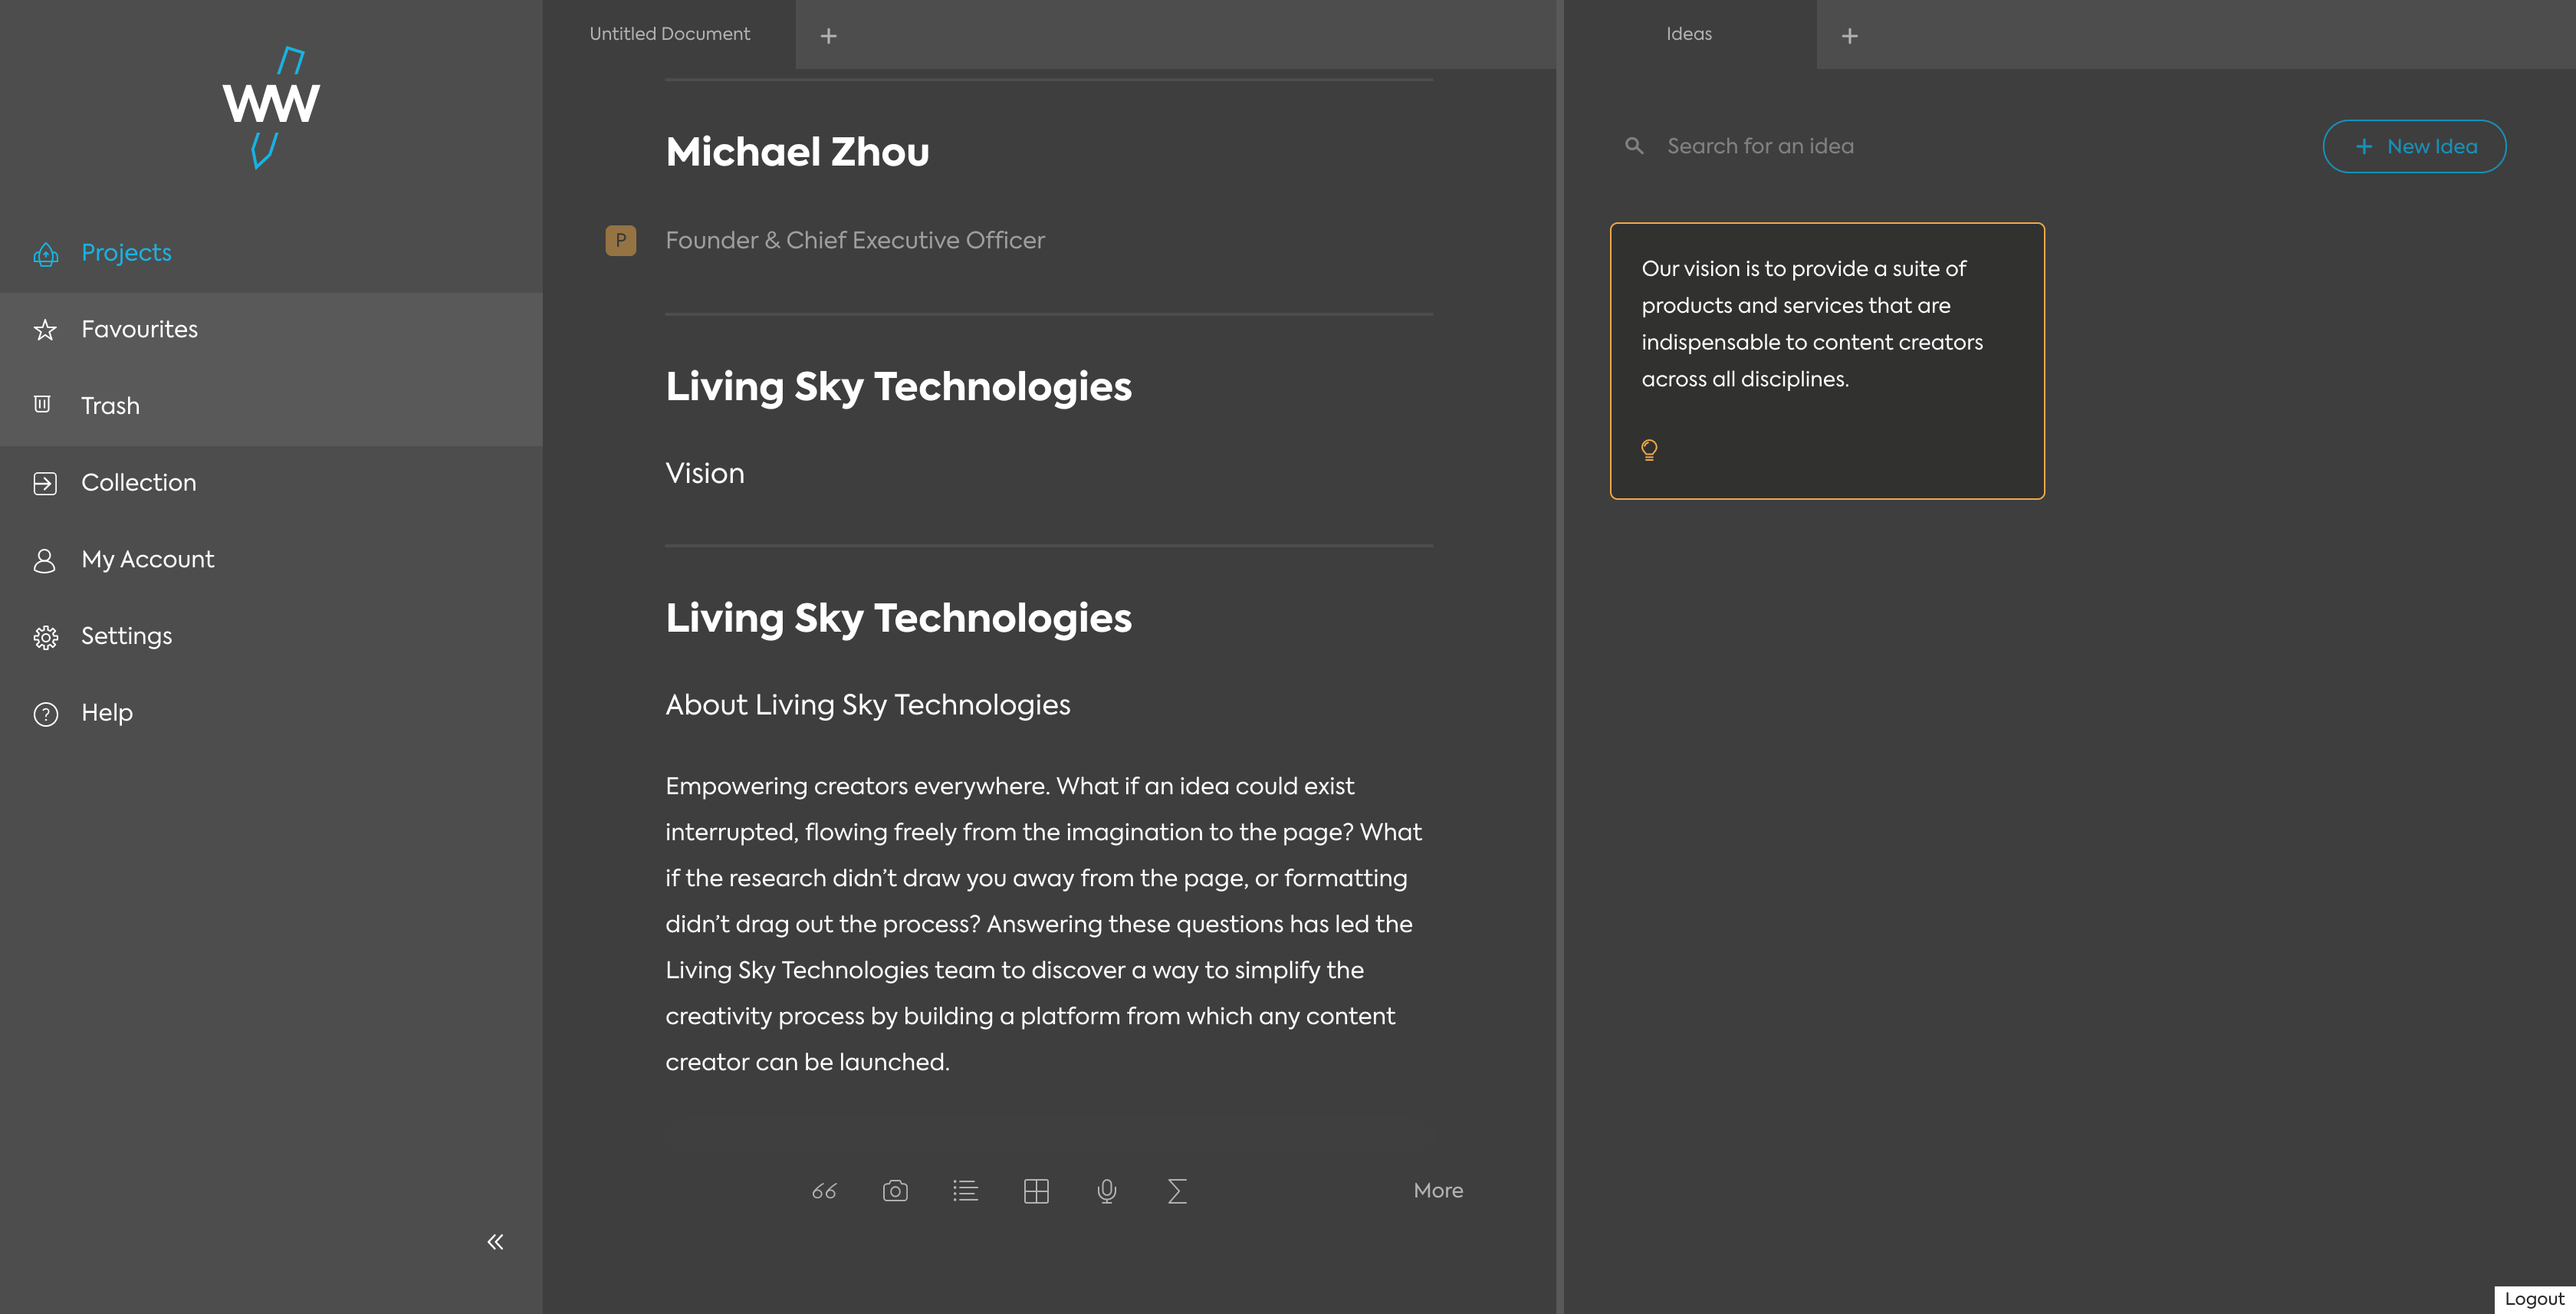 WW
Projects
Favourites
Trash
Collection
My Account
Settings
Help
Untitled Document
Michael Zhou
P
Founder & Chief Executive Officer
Living Sky Technologies
Vision
Living Sky Technologies
About Living Sky Technologies
Empowering creators everywhere. What if an idea could exist
interrupted, flowing freely from the imagination to the page? What
if the research didn’t draw you away from the page, or formatting
didn’t drag out the process? Answering these questions has led the
Living Sky Technologies team to discover a way to simplify the
creativity process by building a platform from which any content
creator can be launched.
More
Ideas
Search for an idea
+ New Idea
Our vision is to provide a suite of
products and services that are
indispensable to content creators
across all disciplines.
Logout